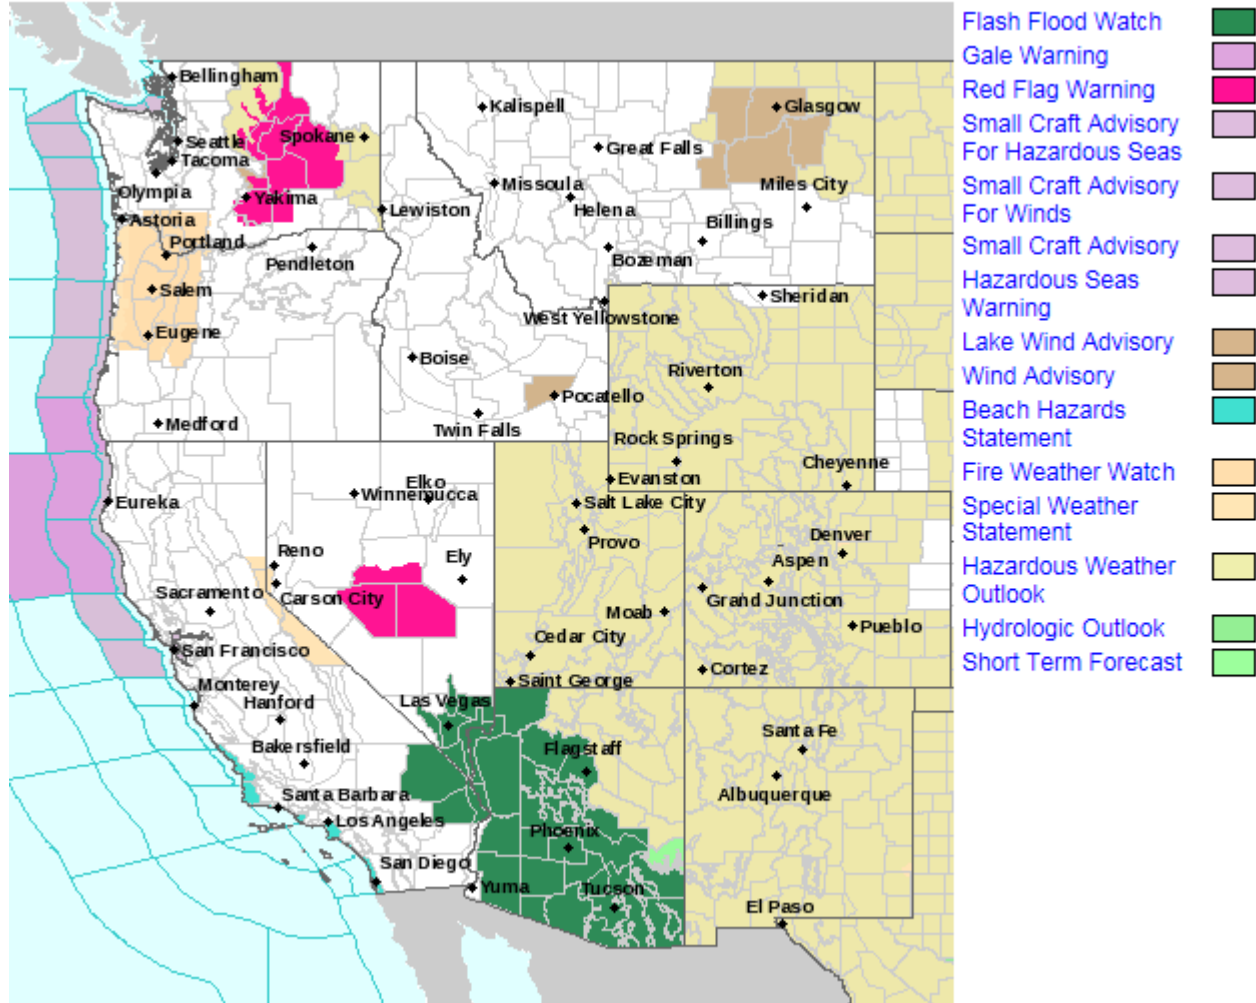 Bellingham
Kalispell
Glasgow
Seattle
Spokane
Great Falls
Tacoma
Olympia
Yakima
Missoula
Miles City
Astoria
Lewiston
Helena
Billings
Portland
Pendleton
Bozeman
Salem
Sheridan
West Yellowstone
Eugene
Boise
Riverton
Pocatello
Medford
Twin Falls
Rock Springs
Cheyenne
Elko
Evanston
Winnemucca
Eureka
Salt Lake City
Provo
Denver
Reno
Ely
Aspen
Sacramento
Carson City
Grand Junction
Moab
Pueblo
San Francisco
Cedar City
Cortez
Monterey
Saint George
Hanford
Las Vegas
Santa Fe
Bakersfield
Flagstaff
Albuquerque
Santa Barbara
Los Angeles
Phoenix
San Diego
Yuma
Tucson
El Paso
Flash Flood Watch
Gale Warning
Red Flag Warning
Small Craft Advisory
For Hazardous Seas
Small Craft Advisory
For Winds
Small Craft Advisory
Hazardous Seas
Warning
Lake Wind Advisory
Wind Advisory
Beach Hazards
Statement
Fire Weather Watch
Special Weather
Statement
Hazardous Weather
Outlook
Hydrologic Outlook
Short Term Forecast